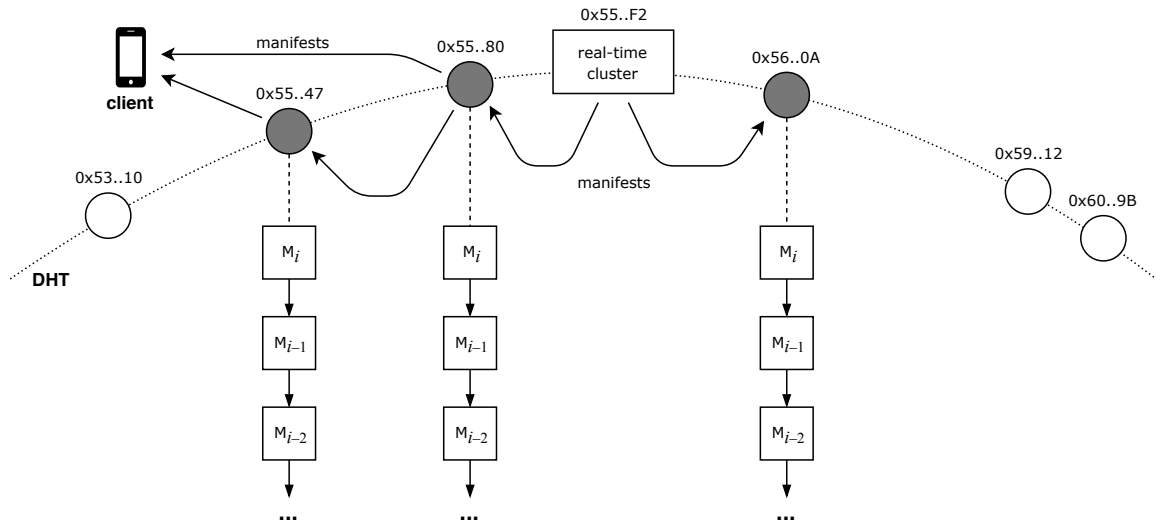 0x55..F2
manifests
0x55..80
real-time
cluster
0x56..0A
client
0x55..47
manifests
0x59..12
0x53..10
0x60..9B
DHT
Mi
Mi
Mi
Mi–1
Mi–1
Mi–1
Mi–2
Mi–2
Mi–2
...
...
...